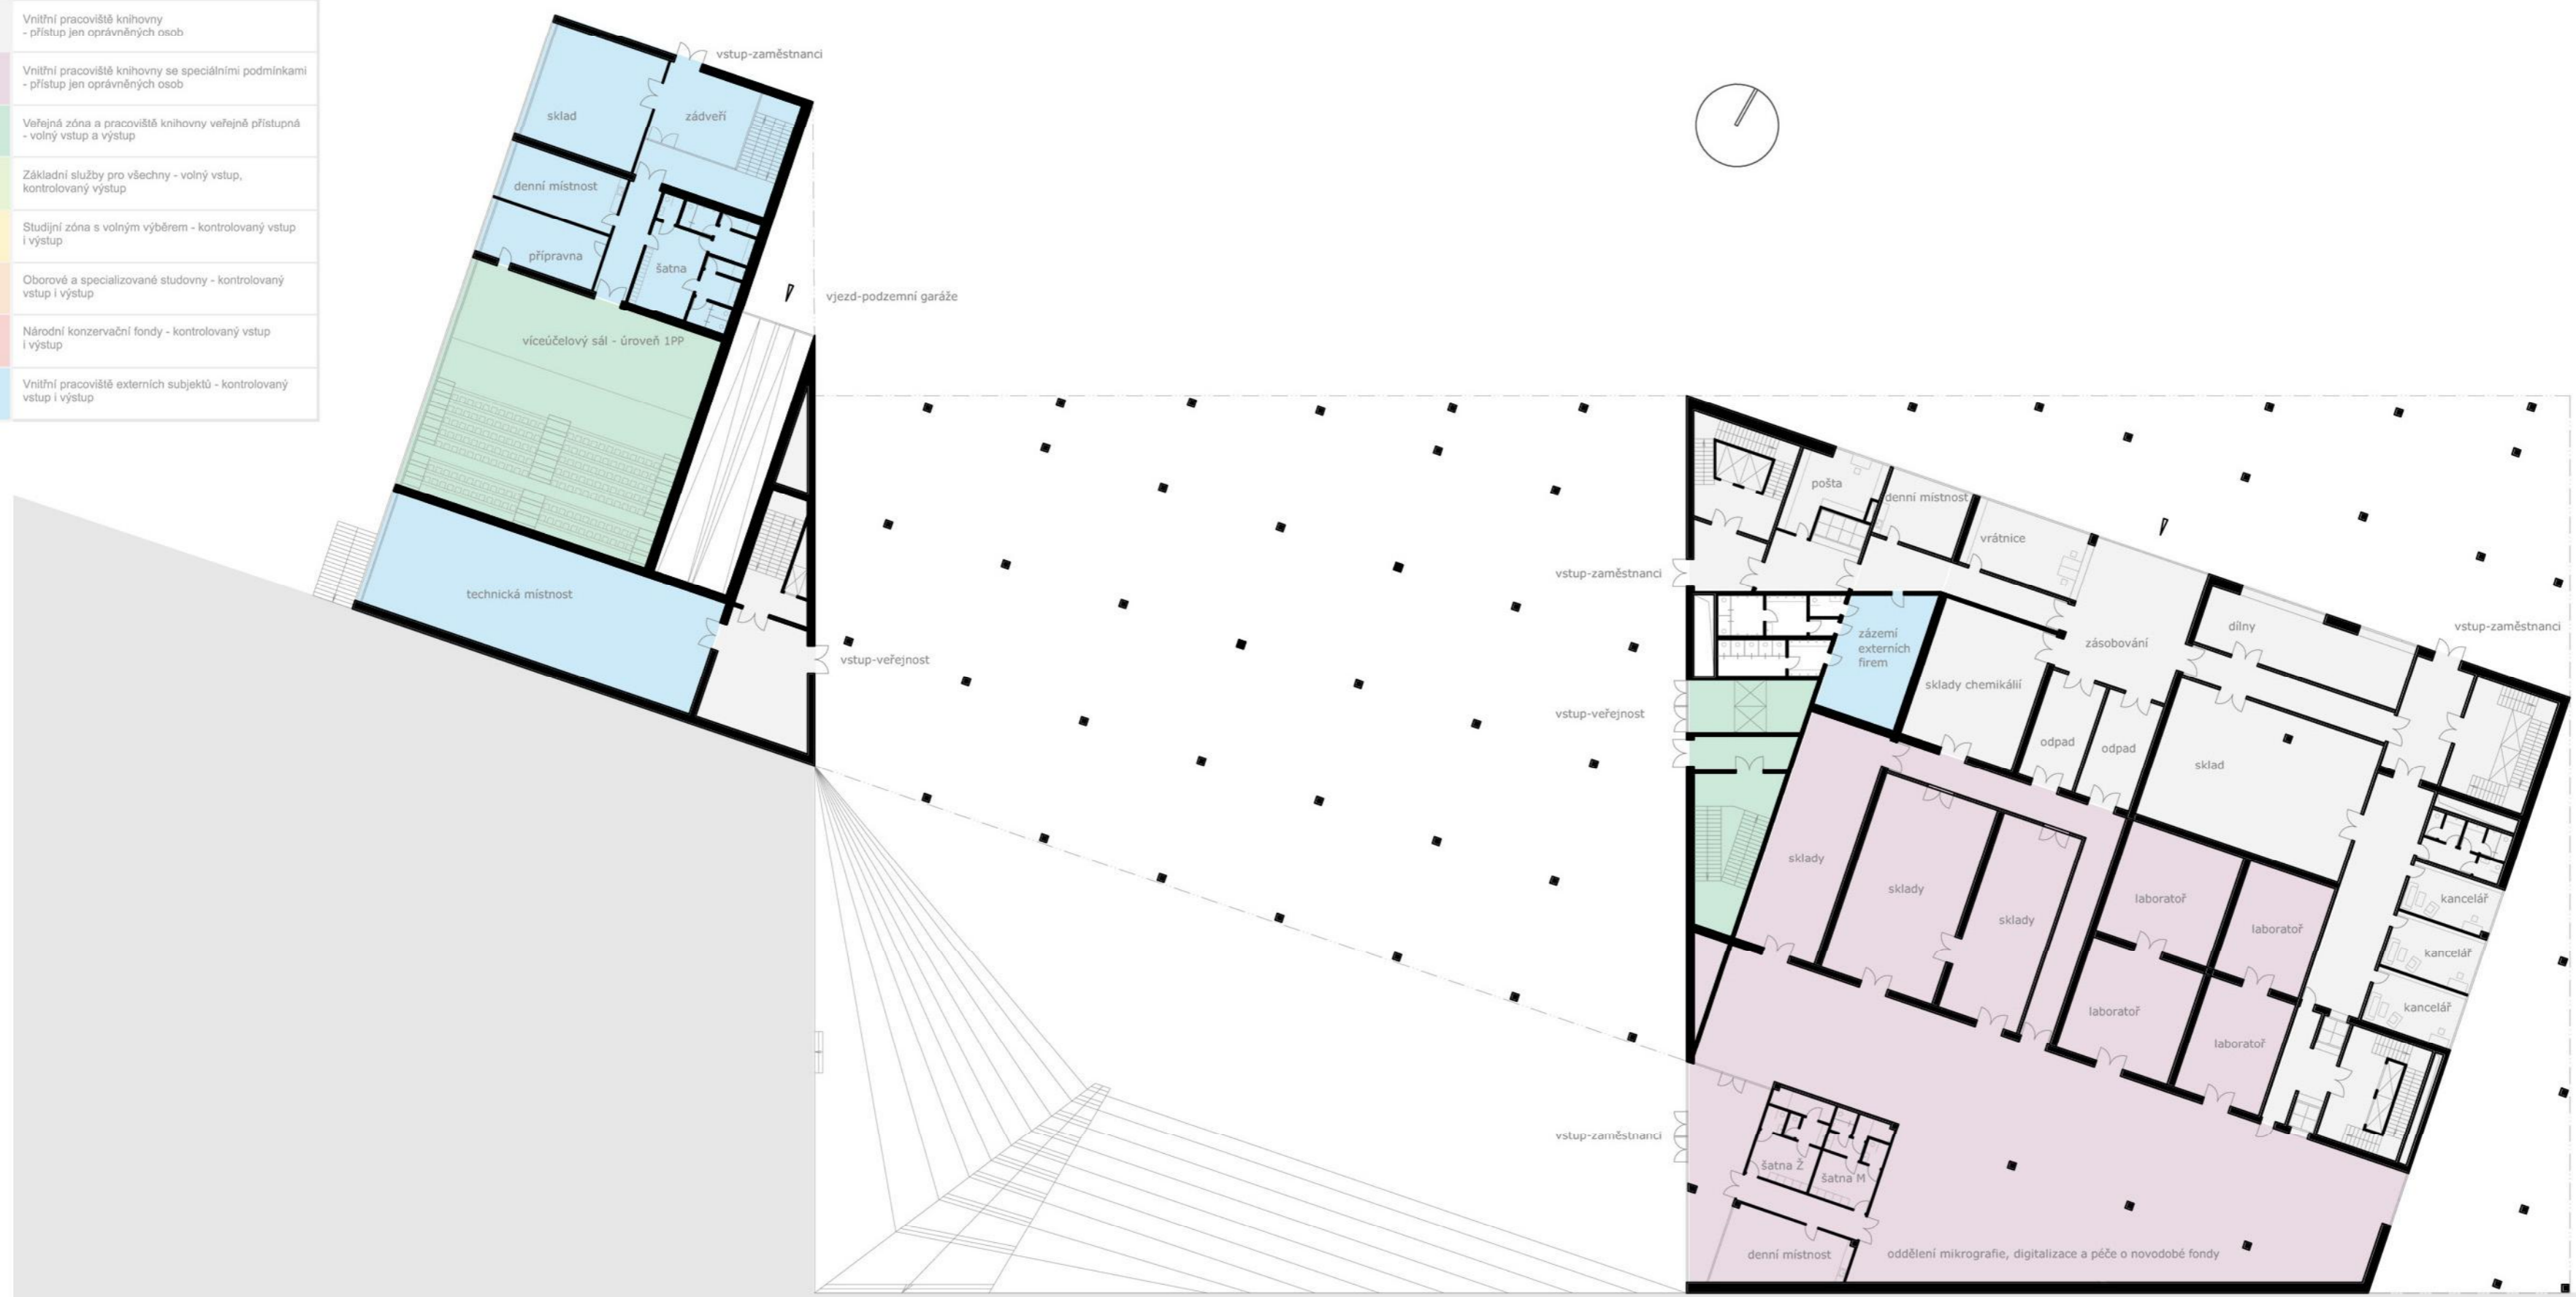 Vnitřní pracoviště knihovny
- přístup jen oprávněných osob
Vnitřní pracoviště knihovny se speciálními podmínkami
- přístup jen oprávněných osob
Veřejná zóna a pracoviště knihovny veřejně přístupná
- volný vstup a výstup
Základní služby pro všechny - volný vstup,
kontrolovaný výstup
Studijní zóna s volným výběrem - kontrolovaný vstup
i výstup
Oborové a specializované studovny - kontrolovaný
vstup i výstup
Národní konzervační fondy - kontrolovaný vstup
i výstup
Vnitřní pracoviště externích subjektů - kontrolovaný
vstup i výstup
vstup-zaměstnanci
sklad
zádveří
denní místnost
přípravna
šatna
vjezd-podzemní garáže
víceúčelový sál - úroveň 1PP
technická místnost
vstup-veřejnost
pošta
denní místnost
vrátnice
vstup-zaměstnanci
zázemí
externích
firem
zásobování
dílny
vstup-zaměstnanci
sklady chemikálií
vstup-veřejnost
odpad
odpad
sklad
sklady
sklady
sklady
laboratoř
laboratoř
kancelář
kancelář
kancelář
laboratoř
laboratoř
vstup-zaměstnanci
šatna Ž
šatna M
denní místnost
oddělení mikrografie, digitalizace a péče o novodobé fondy